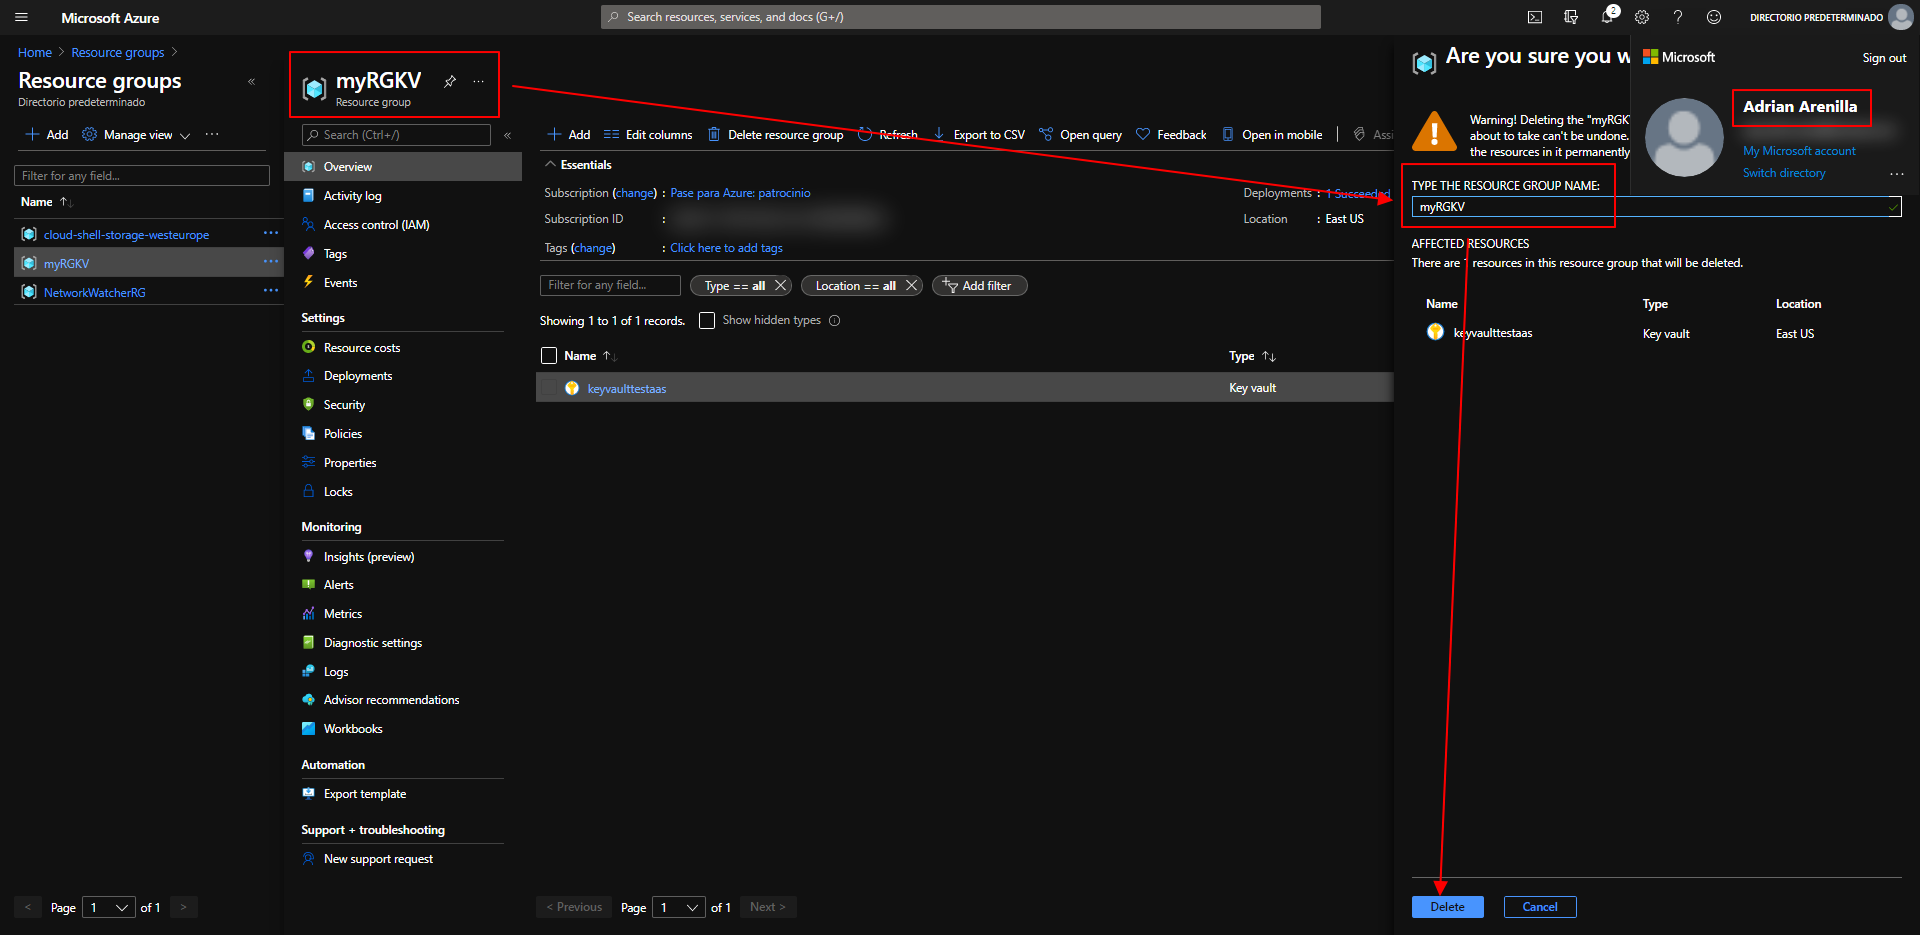 Microsoft Azure
Search resources, services, and docs (G+/)
2
DIRECTORIO PREDETERMINADO
Home > Resource groups >
Resource groups
Directorio predeterminado
Add Manage view ...
Filter for any field...
Name
cloud-shell-storage-westeurope ...
myRGKV ...
NetworkWatcherRG ...
< Page 1 of 1 >
myRGKV ...
Resource group
Search (Ctrl+/)
Overview
Activity log
Access control (IAM)
Tags
Events
Settings
Resource costs
Deployments
Security
Policies
Properties
Locks
Monitoring
Insights (preview)
Alerts
Metrics
Diagnostic settings
Logs
Advisor recommendations
Workbooks
Automation
Export template
Support + troubleshooting
New support request
Add Edit columns Delete resource group Refresh Export to CSV Open query Feedback Open in mobile Assi
Essentials
Subscription (change) : Pase para Azure: patrocinio
Subscription ID :
Tags (change) : Click here to add tags
Deployments : 1 Succeeded
Location : East US
Filter for any field... Type == all Location == all Add filter
Showing 1 to 1 of 1 records. Show hidden types
Name Type
keyvaulttestaas Key vault
< Previous Page 1 of 1 Next >
Are you sure you w
Warning! Deleting the "myRGK
about to take can't be undone.
the resources in it permanently
Microsoft
Sign out
Adrian Arenilla
My Microsoft account
Switch directory
...
TYPE THE RESOURCE GROUP NAME:
myRGKV
AFFECTED RESOURCES
There are 1 resources in this resource group that will be deleted.
Name Type Location
keyvaulttestaas Key vault East US
Delete Cancel